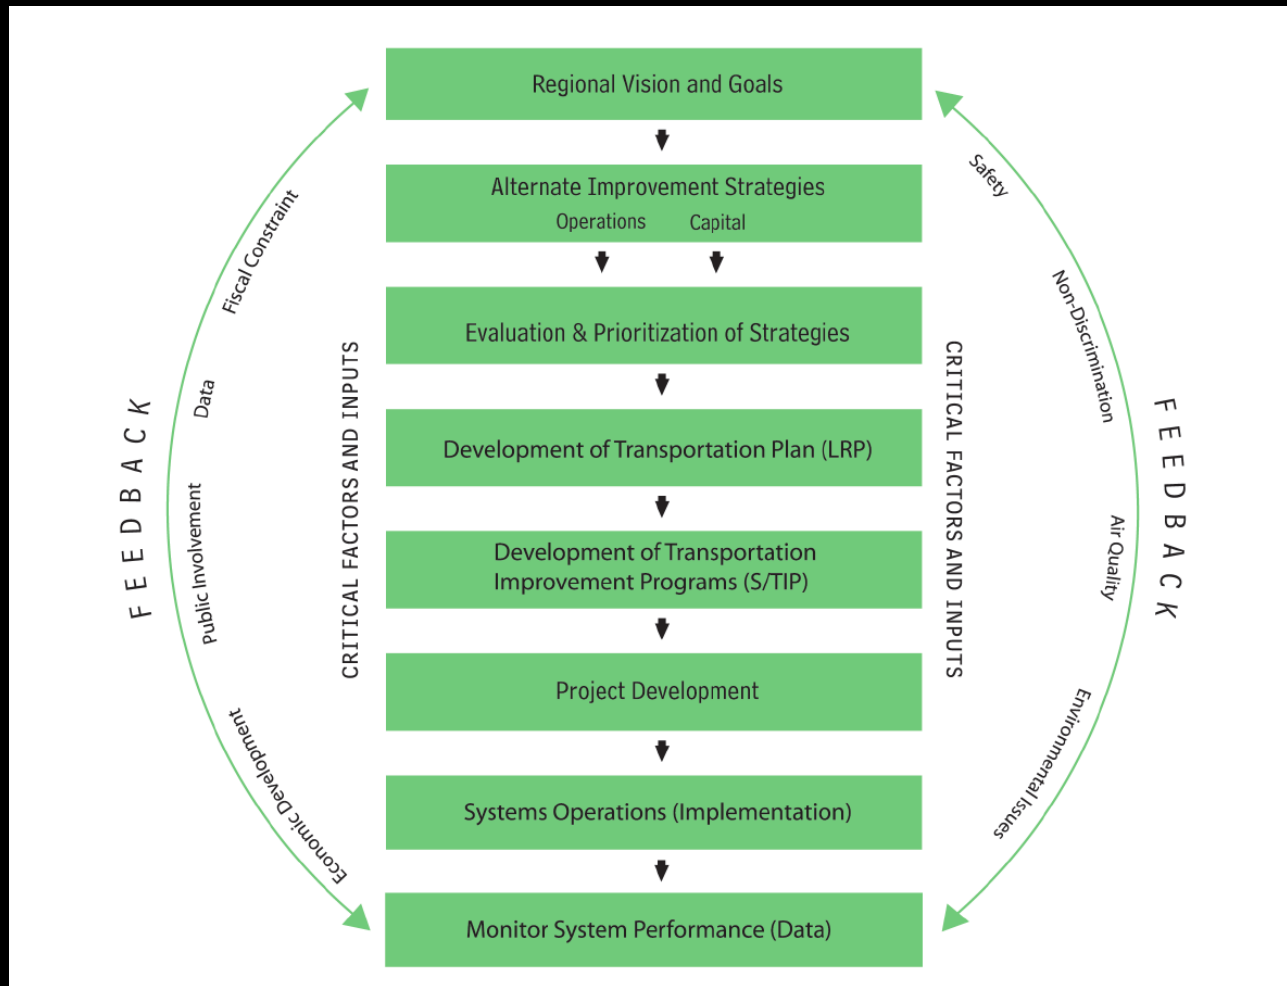 Regional Vision and Goals
Alternate Improvement Strategies
Operations Capital
Evaluation & Prioritization of Strategies
Development of Transportation Plan (LRP)
Development of Transportation
Improvement Programs (S/TIP)
Project Development
Systems Operations (Implementation)
Monitor System Performance (Data)
FEEDBACK
Fiscal Constraint
Data
Public Involvement
Economic Development
CRITICAL FACTORS AND INPUTS
CRITICAL FACTORS AND INPUTS
Safety
Non-Discrimination
Air Quality
Environmental Issues
FEEDBACK